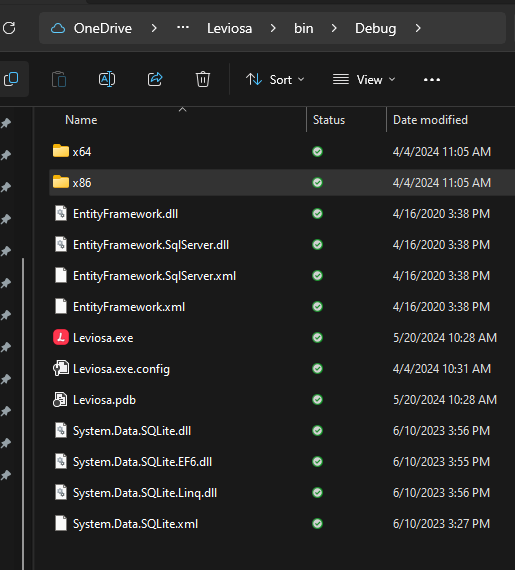 OneDrive > ... Leviosa > bin > Debug >
Sort View ...
Name Status Date modified
x64 4/4/2024 11:05 AM
x86 4/4/2024 11:05 AM
EntityFramework.dll 4/16/2020 3:38 PM
EntityFramework.SqlServer.dll 4/16/2020 3:38 PM
EntityFramework.SqlServer.xml 4/16/2020 3:38 PM
EntityFramework.xml 4/16/2020 3:38 PM
Leviosa.exe 5/20/2024 10:28 AM
Leviosa.exe.config 4/4/2024 10:31 AM
Leviosa.pdb 5/20/2024 10:28 AM
System.Data.SQLite.dll 6/10/2023 3:56 PM
System.Data.SQLite.EF6.dll 6/10/2023 3:55 PM
System.Data.SQLite.Linq.dll 6/10/2023 3:56 PM
System.Data.SQLite.xml 6/10/2023 3:27 PM